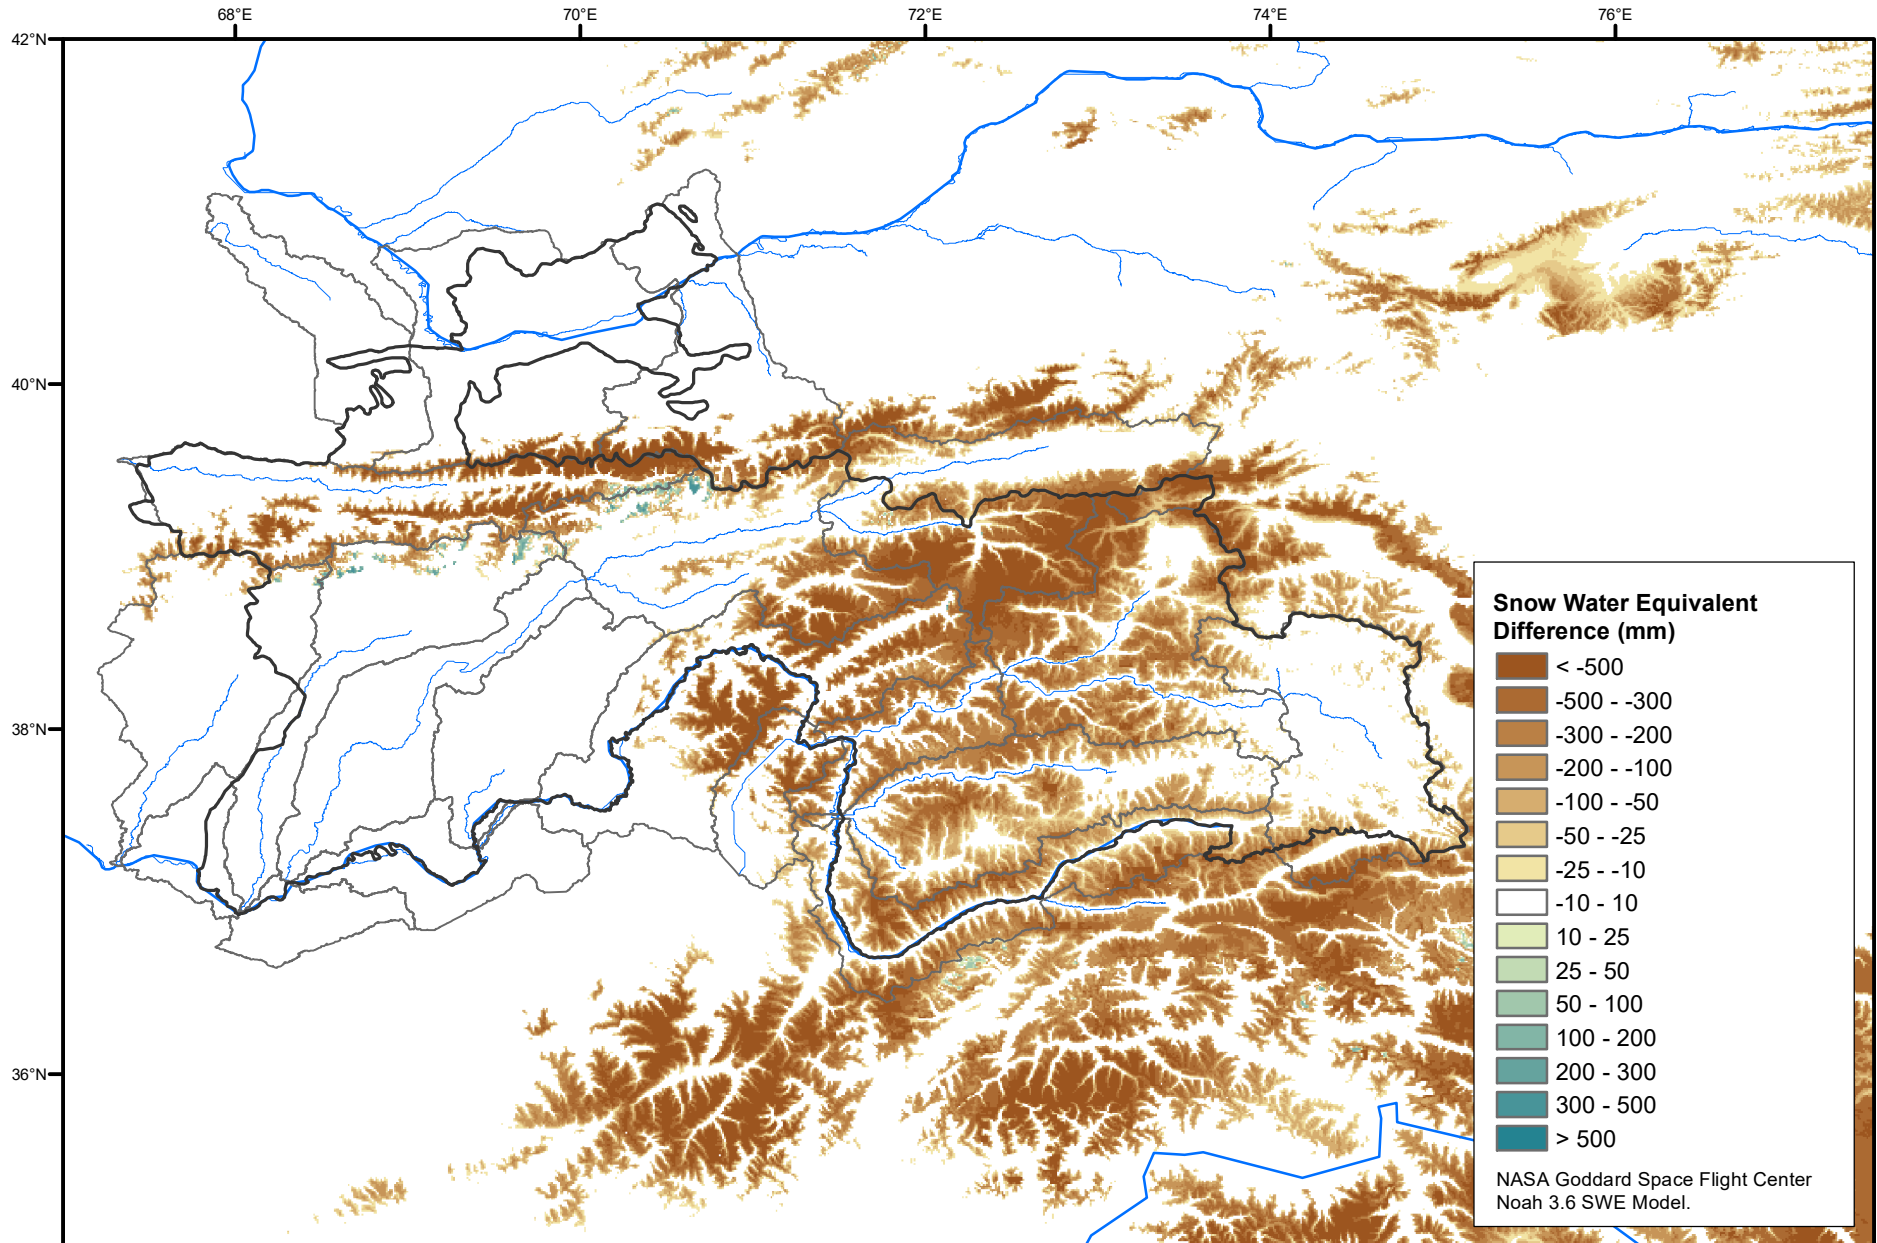 68°E
70°E
72°E
74°E
76°E
42°N
40°N
38°N
36°N
Snow Water Equivalent
Difference (mm)
< -500
-500 - -300
-300 - -200
-200 - -100
-100 - -50
-50 - -25
-25 - -10
-10 - 10
10 - 25
25 - 50
50 - 100
100 - 200
200 - 300
300 - 500
> 500
NASA Goddard Space Flight Center
Noah 3.6 SWE Model.